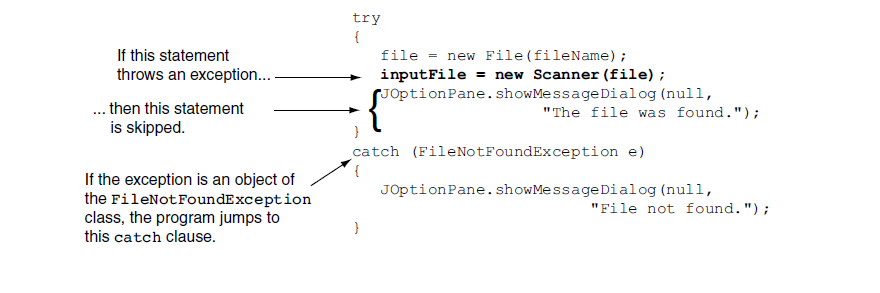 try
{
file = new File(fileName);
If this statement
throws an exception...
inputFile = new Scanner(file);
JOptionPane.showMessageDialog(null,
"The file was found.");
... then this statement
is skipped.
}
catch (FileNotFoundException e)
{
If the exception is an object of
the FileNotFoundException
class, the program jumps to
this catch clause.
JOptionPane.showMessageDialog(null,
"File not found.");
}